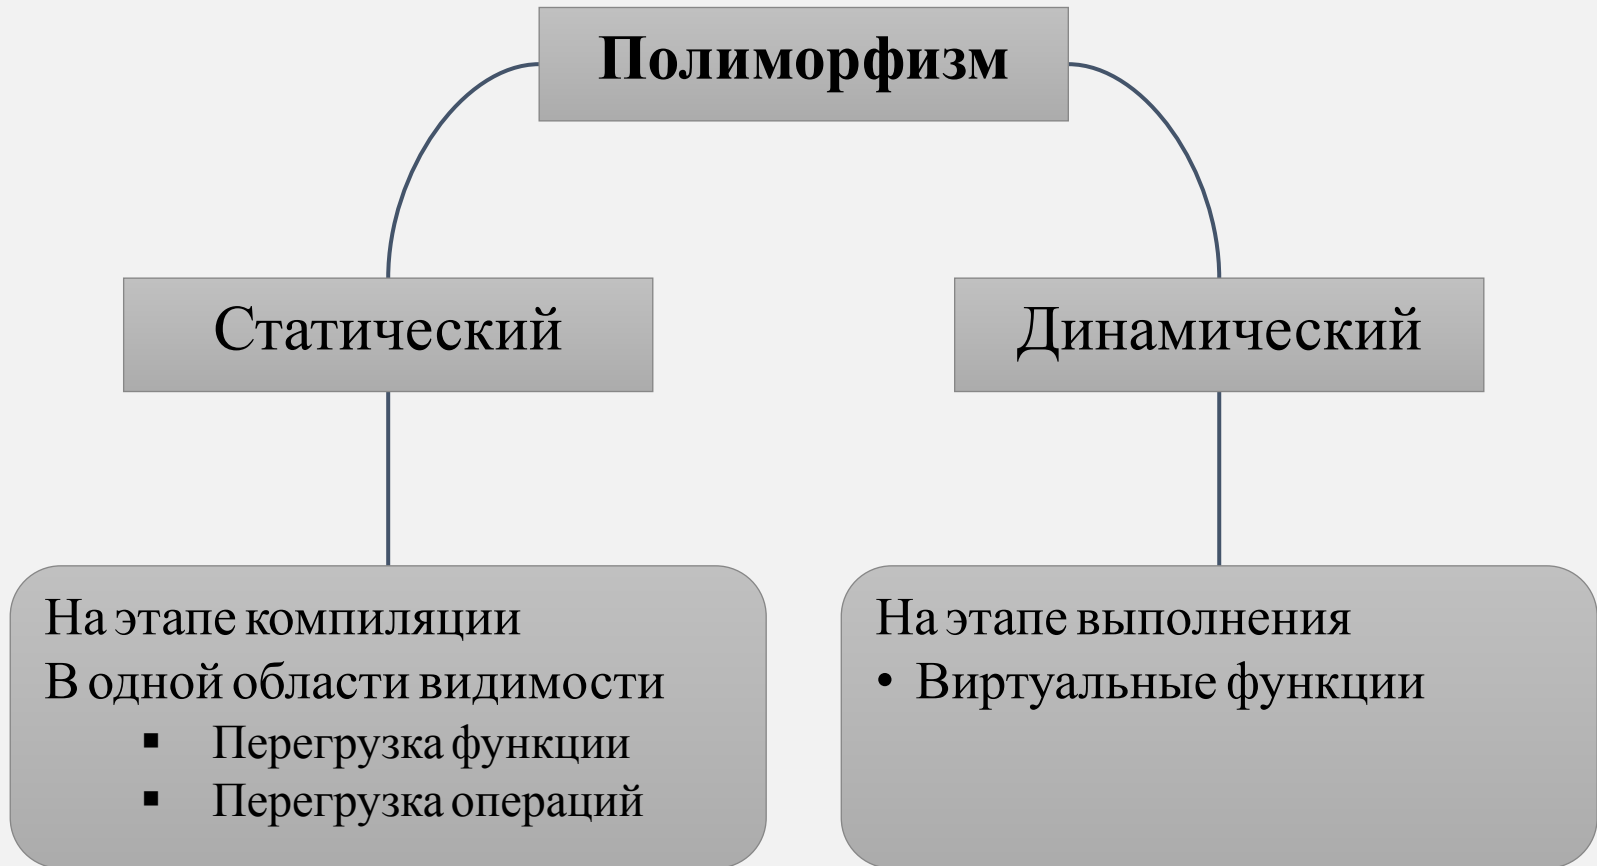 Полиморфизм
Статический
Динамический
На этапе компиляции
В одной области видимости
▪ Перегрузка функции
▪ Перегрузка операций
На этапе выполнения
• Виртуальные функции